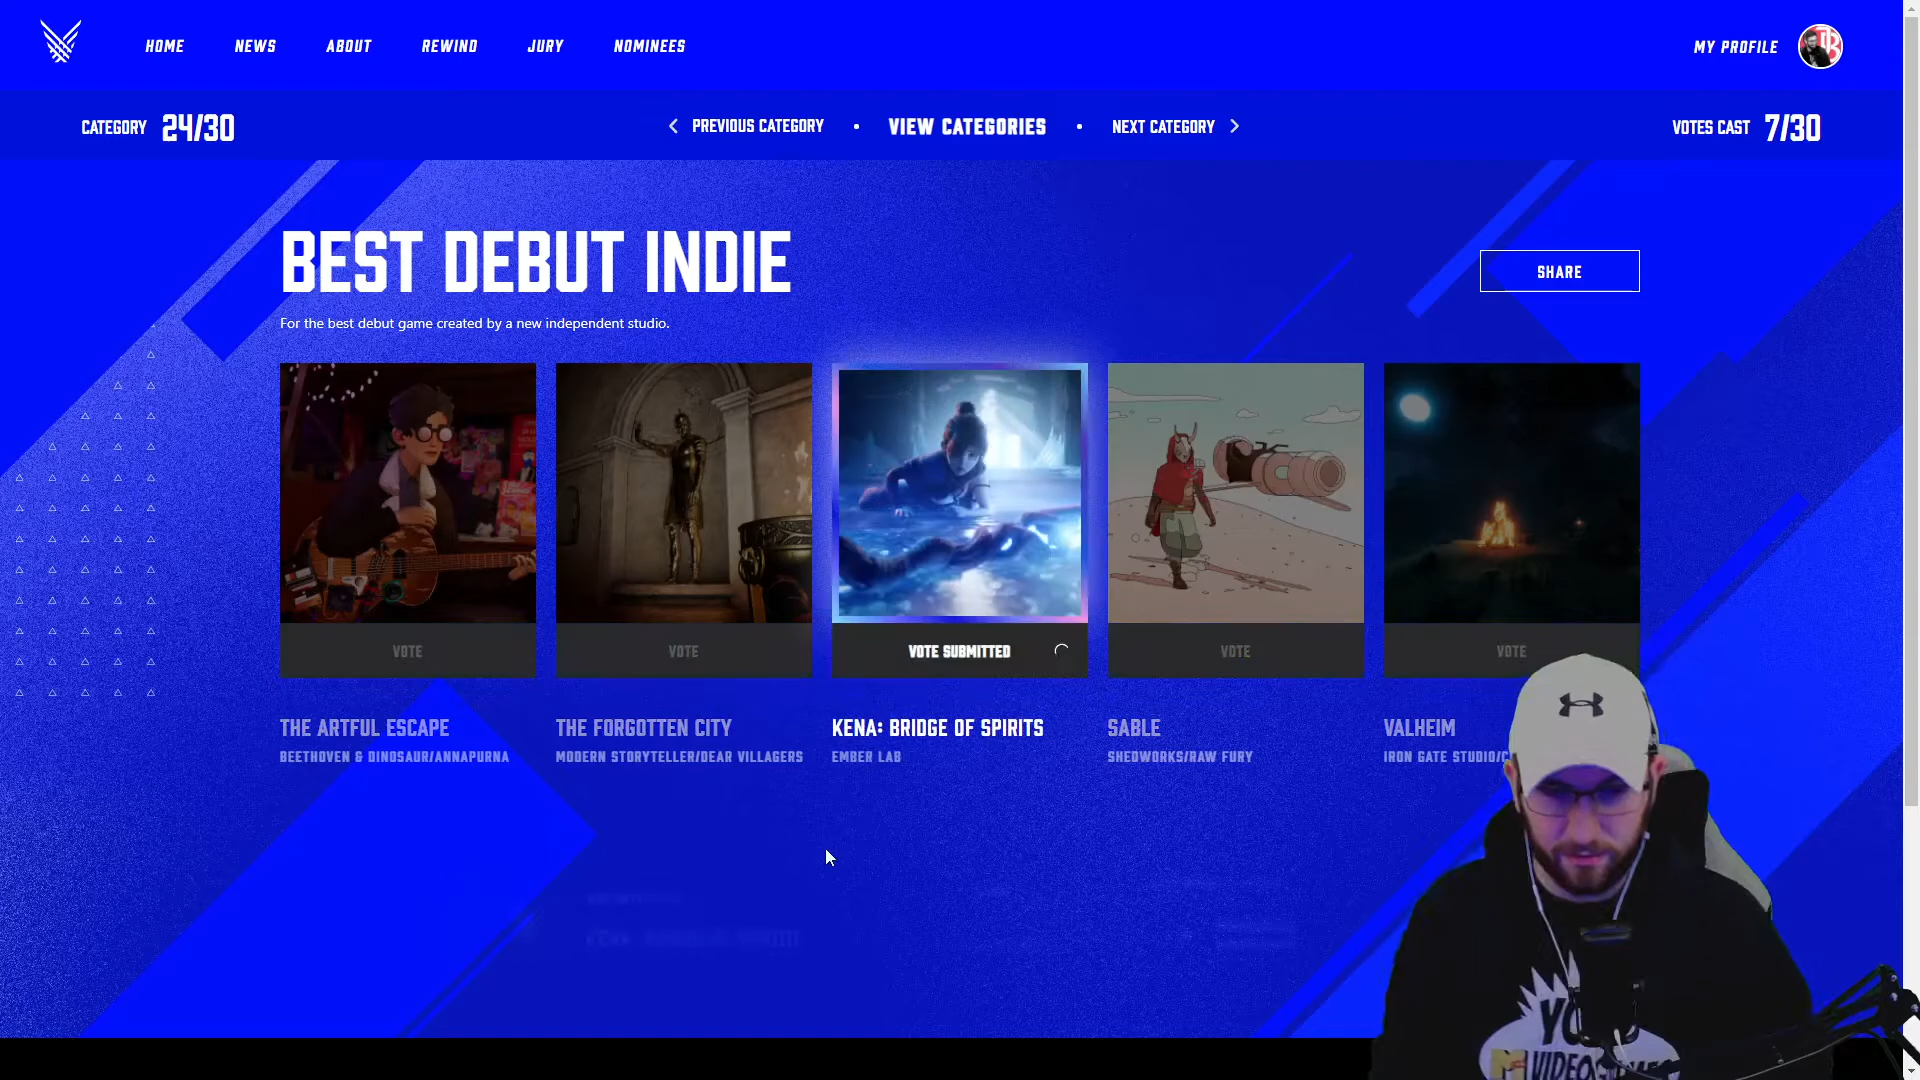 HOME NEWS ABOUT REWIND JURY NOMINEES MY PROFILE
CATEGORY 24/30 PREVIOUS CATEGORY • VIEW CATEGORIES • NEXT CATEGORY VOTES CAST 7/30
BEST DEBUT INDIE
SHARE
For the best debut game created by a new independent studio.
VOTE VOTE VOTE SUBMITTED VOTE VOTE
THE ARTFUL ESCAPE THE FORGOTTEN CITY KENA: BRIDGE OF SPIRITS SABLE VALHEIM
BEETHOVEN & DINOSAUR/ANNAPURNA MODERN STORYTELLER/DEAR VILLAGERS EMBER LAB SHEDWORKS/RAW FURY IRON GATE STUDIO/